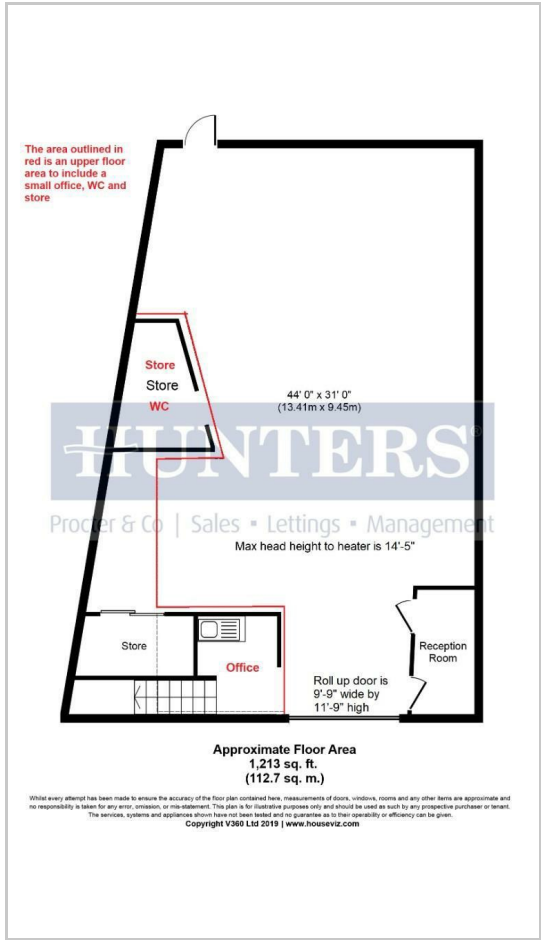 The area outlined in
red is an upper floor
area to include a
small office, WC and
store
Store
Store
WC
44' 0" x 31' 0"
(13.41m x 9.45m)
HUNTERS®
Procter & Co | Sales ▪ Lettings ▪ Management
Max head height to heater is 14'-5"
Store
Office
Reception
Room
Roll up door is
9'-9" wide by
11'-9" high
Approximate Floor Area
1,213 sq. ft.
(112.7 sq. m.)
Whilst every attempt has been made to ensure the accuracy of the floor plan contained here, measurements of doors, windows, rooms and any other items are approximate and
no responsibility is taken for any error, omission, or mis-statement. This plan is for illustrative purposes only and should be used as such by any prospective purchaser or tenant.
The services, systems and appliances shown have not been tested and no guarantee as to their operability or efficiency can be given.
Copyright V360 Ltd 2019 | www.houseviz.com